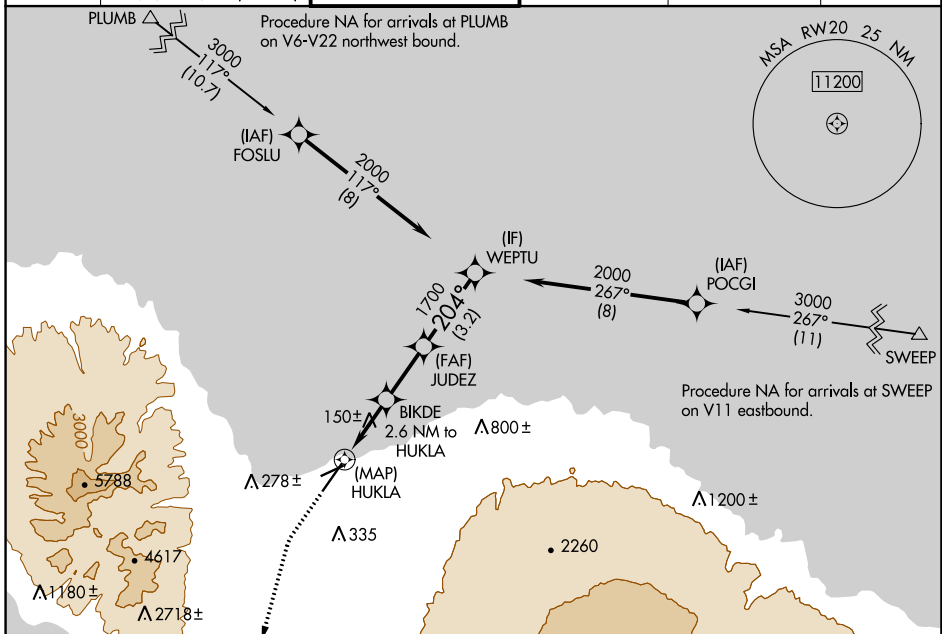 PLUMB
Procedure NA for arrivals at PLUMB
on V6-V22 northwest bound.
3000
117°
(10.7)
MSA RW20 25 NM
11200
(IAF)
FOSLU
2000
117°
(8)
(IF)
WEPTU
2000
267°
(8)
(IAF)
POCGI
3000
267°
(11)
SWEEP
1700
204°
(3.2)
(FAF)
JUDEZ
Procedure NA for arrivals at SWEEP
on V11 eastbound.
BIKDE
2.6 NM to
HUKLA
150±
800±
3000
(MAP)
HUKLA
278±
5788
1200±
335
2260
4617
1180±
2718±